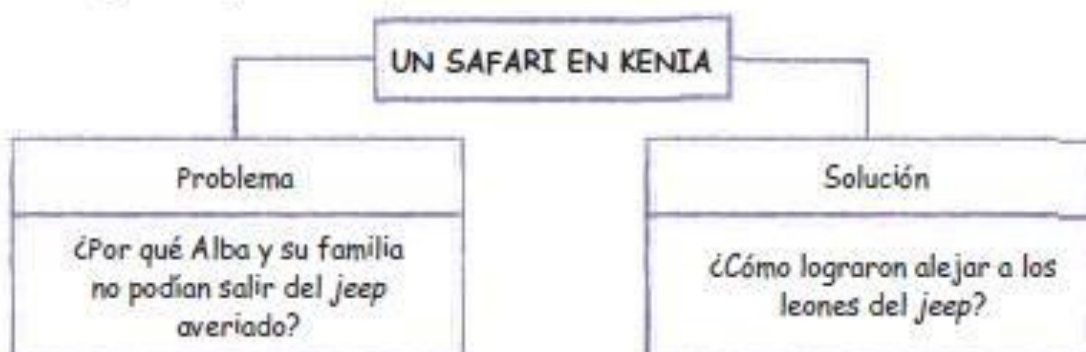 UN SAFARI EN KENIA
Problema
¿Por qué Alba y su familia
no podían salir del jeep
averiado?
Solución
¿Cómo lograron alejar a los
leones del jeep?